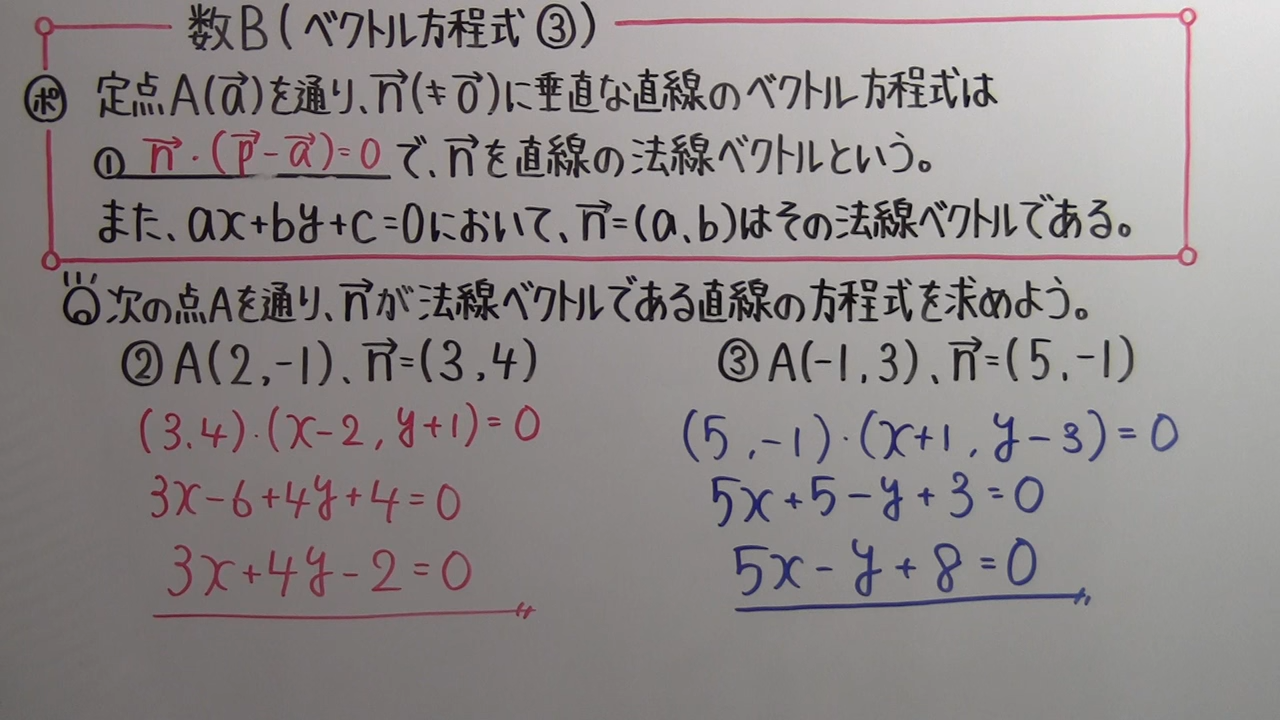 数B(ベクトル方程式③)
ポ 定点A(a⃗)を通り、n⃗(≠0⃗)に垂直な直線のベクトル方程式は
① n⃗・(p⃗-a⃗)=0 で、n⃗を直線の法線ベクトルという。
また、ax+by+c=0において、n⃗=(a、b)はその法線ベクトルである。
次の点Aを通り、n⃗が法線ベクトルである直線の方程式を求めよう。
②A(2,-1)、n⃗=(3,4)
(3,4)・(x-2,y+1)=0
3x-6+4y+4=0
3x+4y-2=0
③A(-1,3)、n⃗=(5,-1)
(5,-1)・(x+1,y-3)=0
5x+5-y+3=0
5x-y+8=0